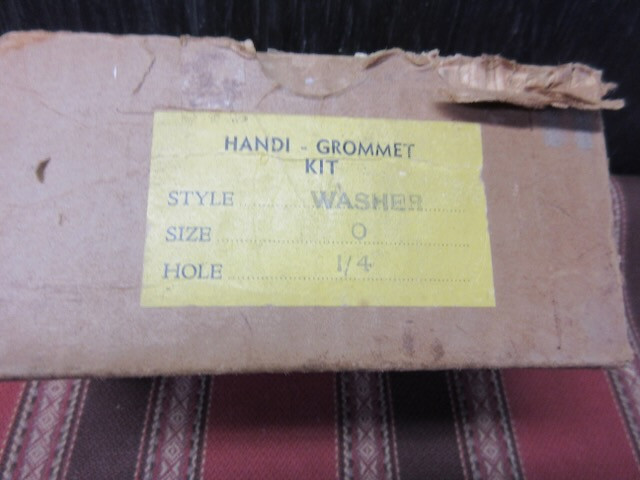 HANDI - GROMMET
KIT
STYLE WASHER
SIZE 0
HOLE 1/4